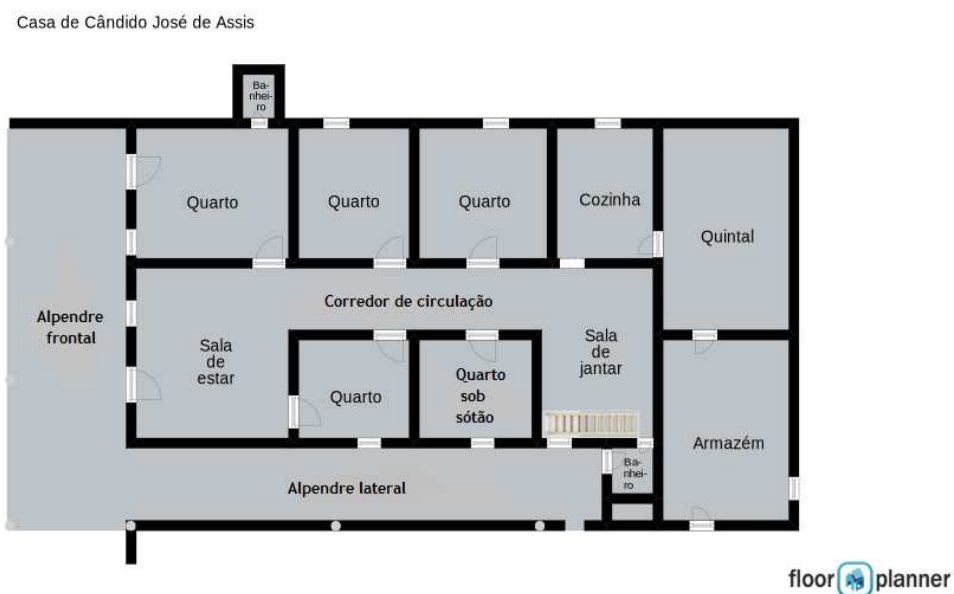 Casa de Cândido José de Assis
Ba-
nhei-
ro
Quarto
Quarto
Quarto
Cozinha
Quintal
Alpendre
frontal
Corredor de circulação
Sala
de
estar
Quarto
Quarto
sob
sótão
Sala
de
jantar
Armazém
Ba-
nhei-
ro
Alpendre lateral
floor planner